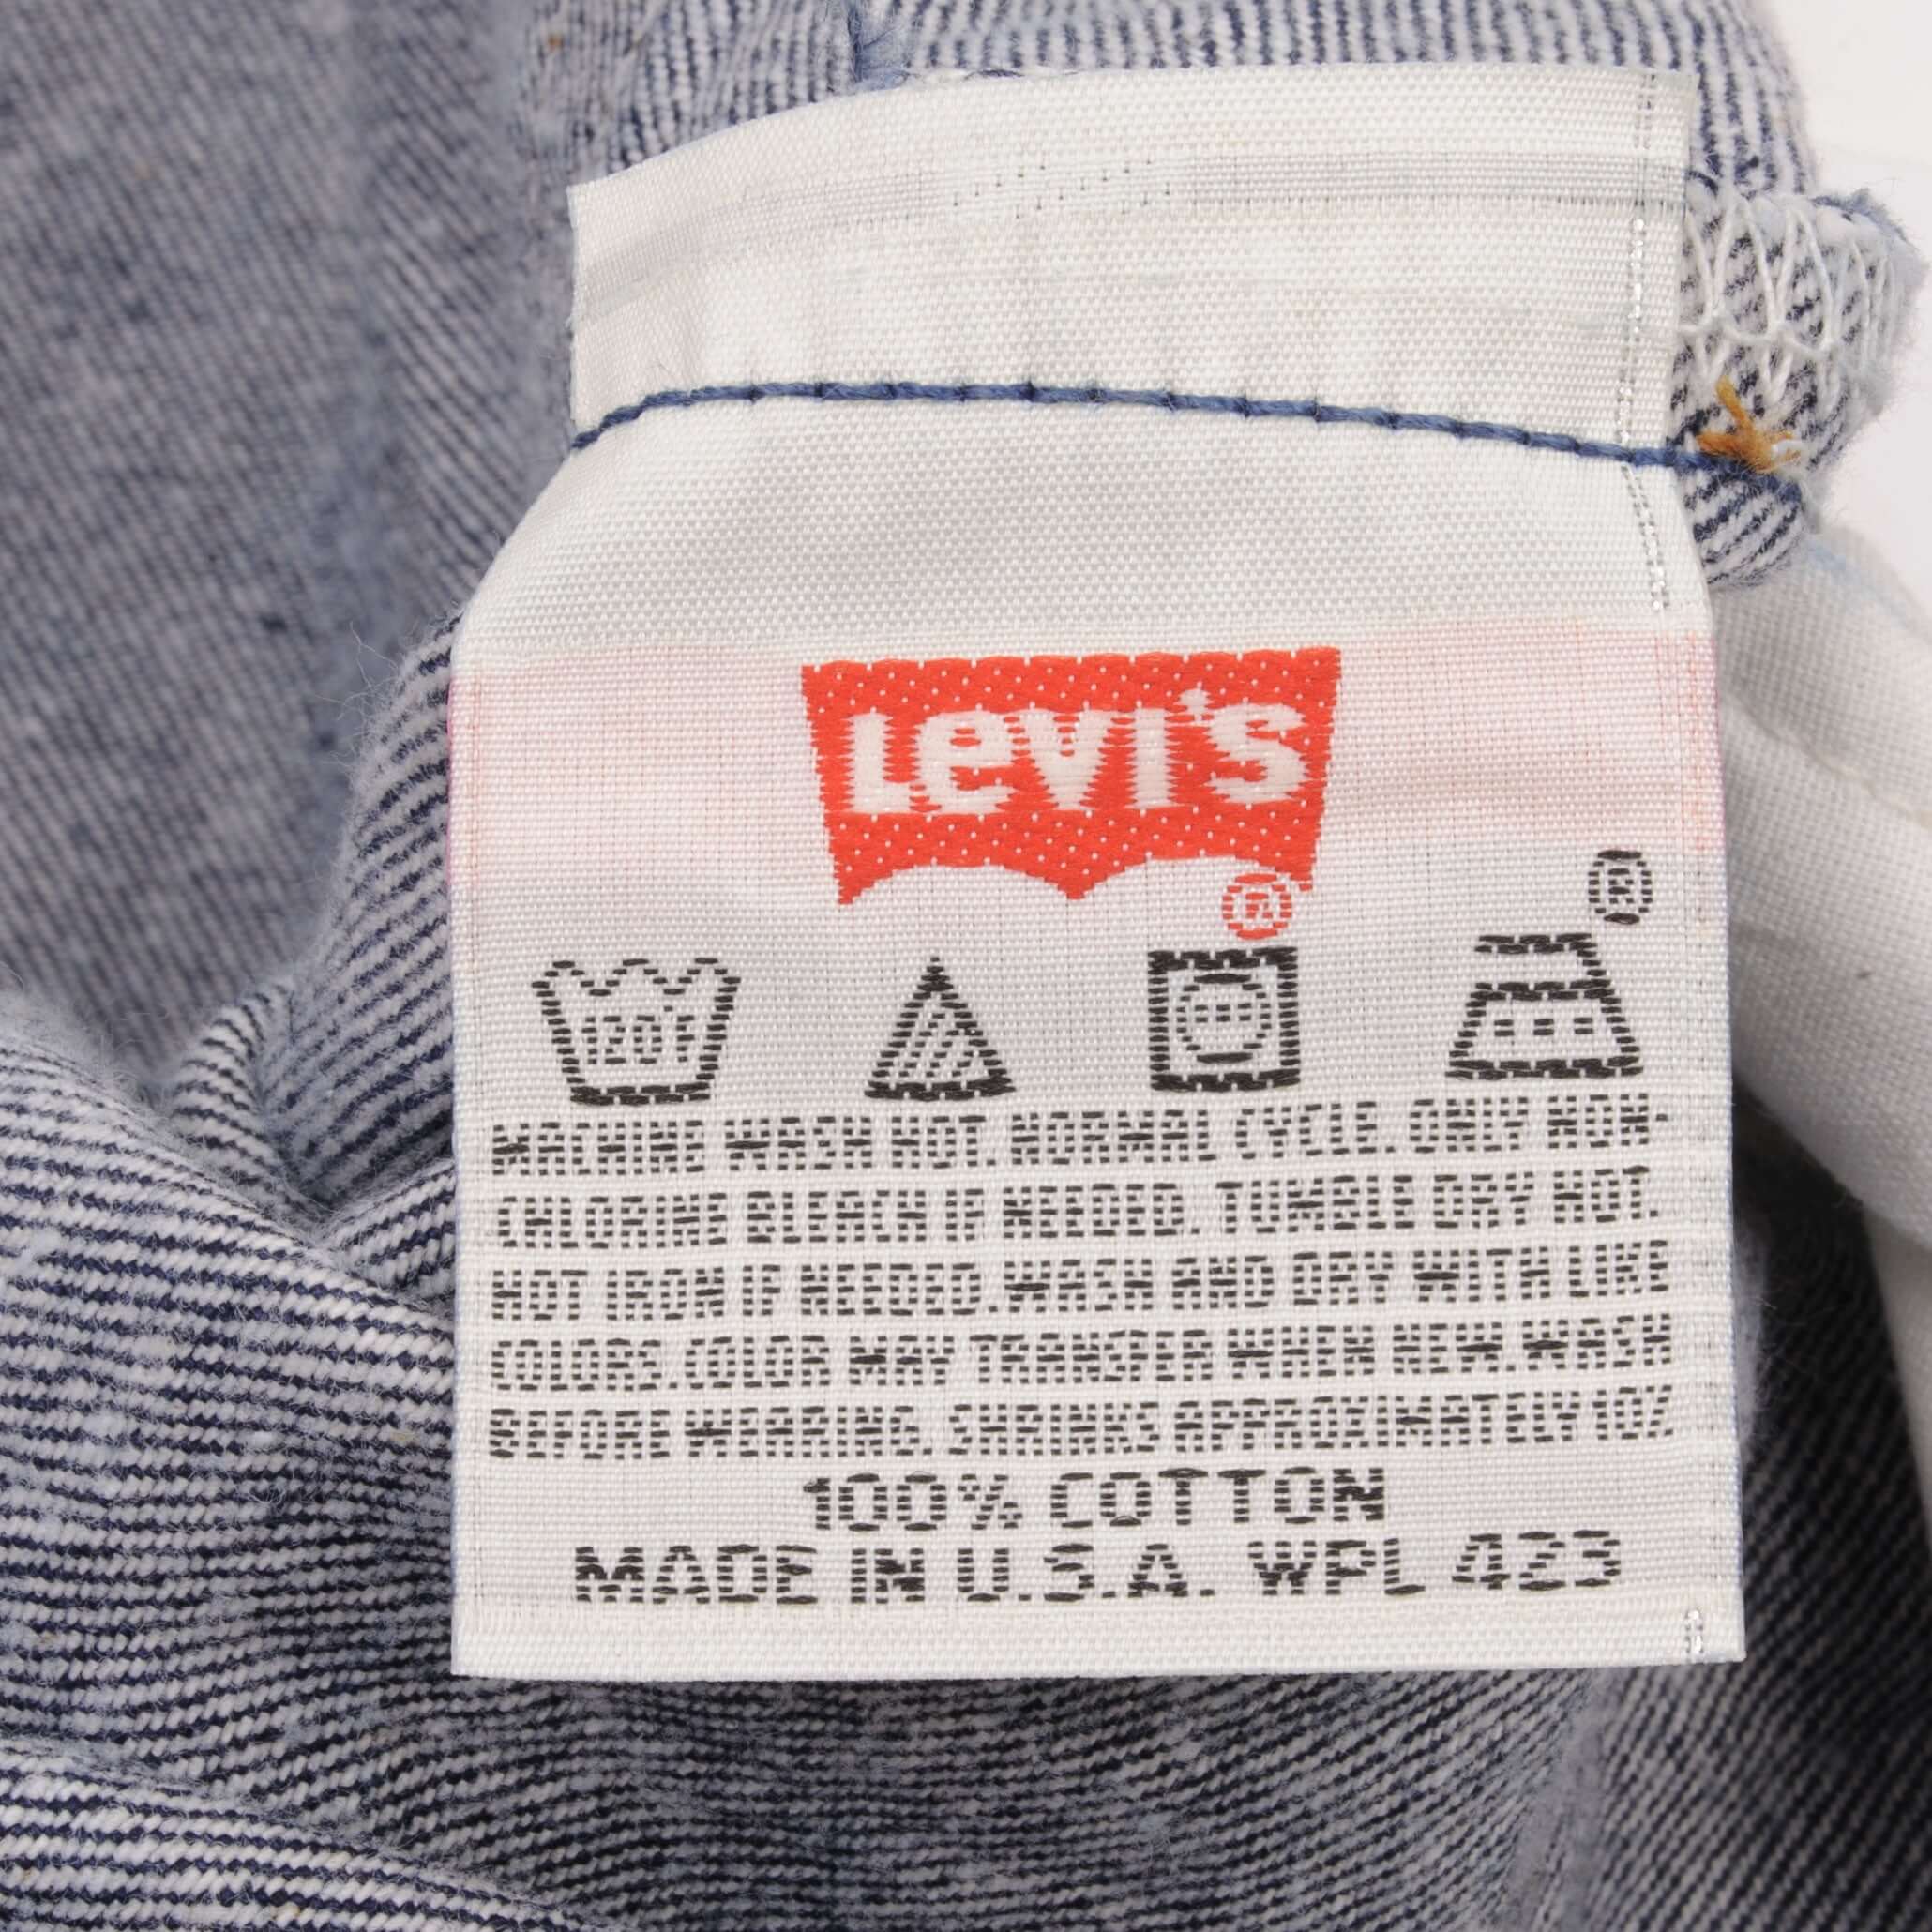 Levi's
®
®
120°F
MACHINE WASH HOT. NORMAL CYCLE. ONLY NON-
CHLORINE BLEACH IF NEEDED. TUMBLE DRY HOT.
HOT IRON IF NEEDED. WASH AND DRY WITH LIKE
COLORS. COLOR MAY TRANSFER WHEN NEW. WASH
BEFORE WEARING. SHRINKS APPROXIMATELY 10%
100% COTTON
MADE IN U.S.A. WPL 423